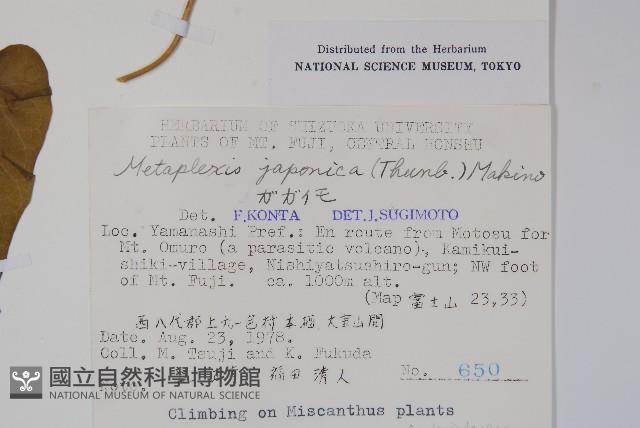 Distributed from the Herbarium
NATIONAL SCIENCE MUSEUM, TOKYO
HERBARIUM OF SHIZUOKA UNIVERSITY
PLANTS OF MT. FUJI, CENTRAL HONSHU
Metaplexis japonica (Thunb.) Makino
ガガイモ
Det. F.KONTA DET.J.SUGIMOTO
Loc. Yamanashi Pref.: En route from Motosu for
Mt. Omuro (a parasitic volcano), Kamikui-
shiki-village, Nishiyatsushiro-gun; NW foot
of Mt. Fuji. ca. 1000m alt.
(Map 富士山 23,33)
西八代郡上九一色村本栖 大室山間
Date. Aug. 23, 1978.
Coll. M. Tsuji and K. Fukuda
清人
No. 650
國立自然科學博物館
NATIONAL MUSEUM OF NATURAL SCIENCE
Climbing on Miscanthus plants